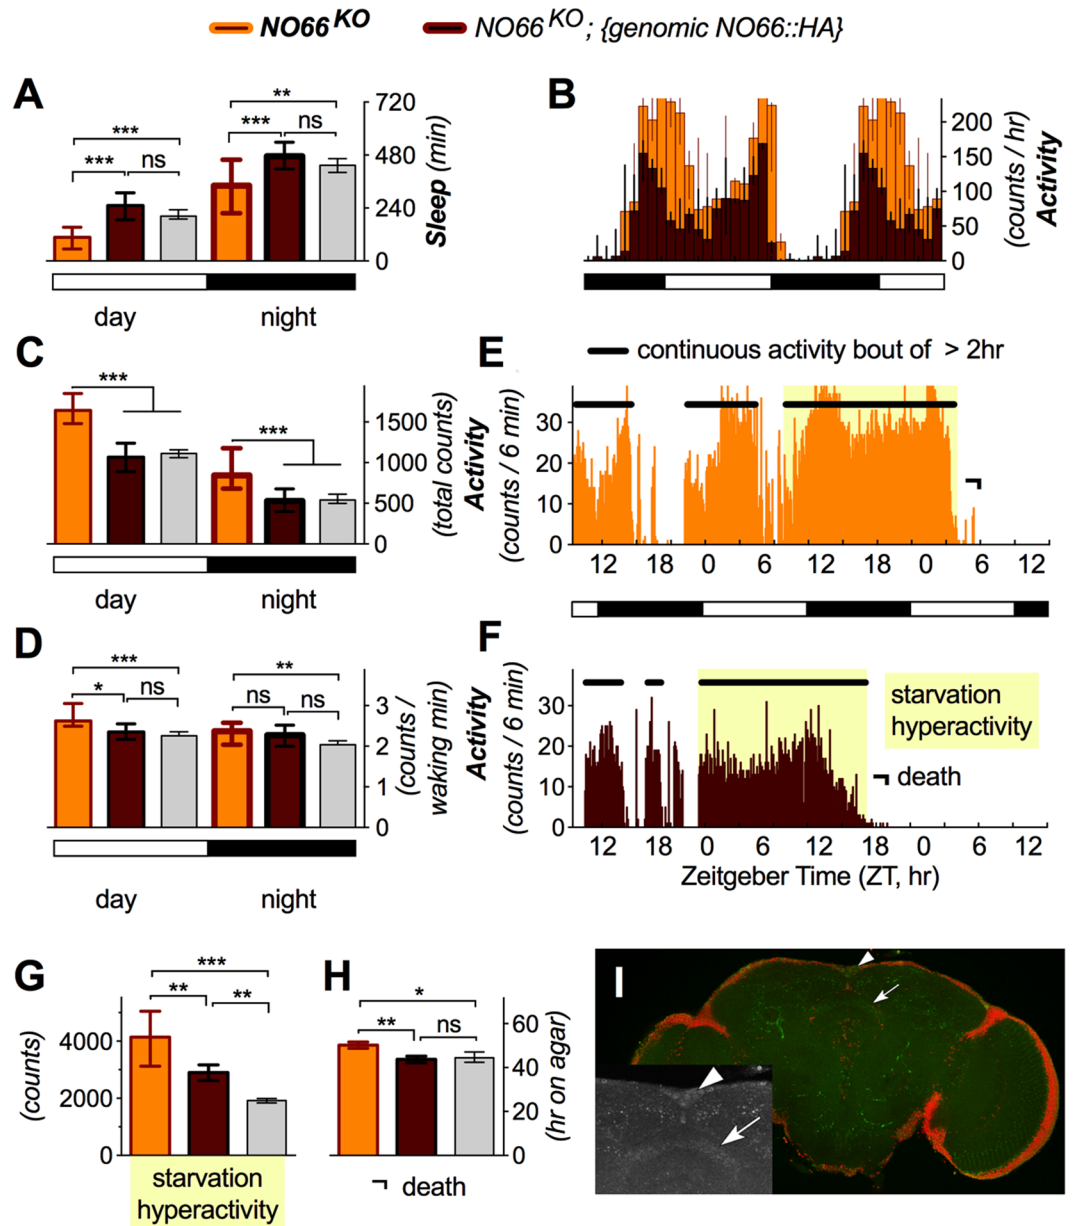 NO66 KO NO66 KO; {genomic NO66::HA}
A
***
***
ns
**
***
ns
720
480
240
0
Sleep (min)
day night
B
200
150
100
50
0
(counts / hr)
Activity
C
***
***
1500
1000
500
0
(total counts)
Activity
day night
D
***
*
ns
**
ns
ns
3
2
1
0
(counts /
waking min)
Activity
day night
E
continuous activity bout of > 2hr
30
20
10
0
(counts / 6 min)
12 18 0 6 12 18 0 6 12
F
30
20
10
0
(counts / 6 min)
starvation
hyperactivity
death
12 18 0 6 12 18 0 6 12
Zeitgeber Time (ZT, hr)
G
***
**
**
4000
2000
0
(counts)
starvation
hyperactivity
H
*
**
ns
60
40
20
0
(hr on agar)
death
I